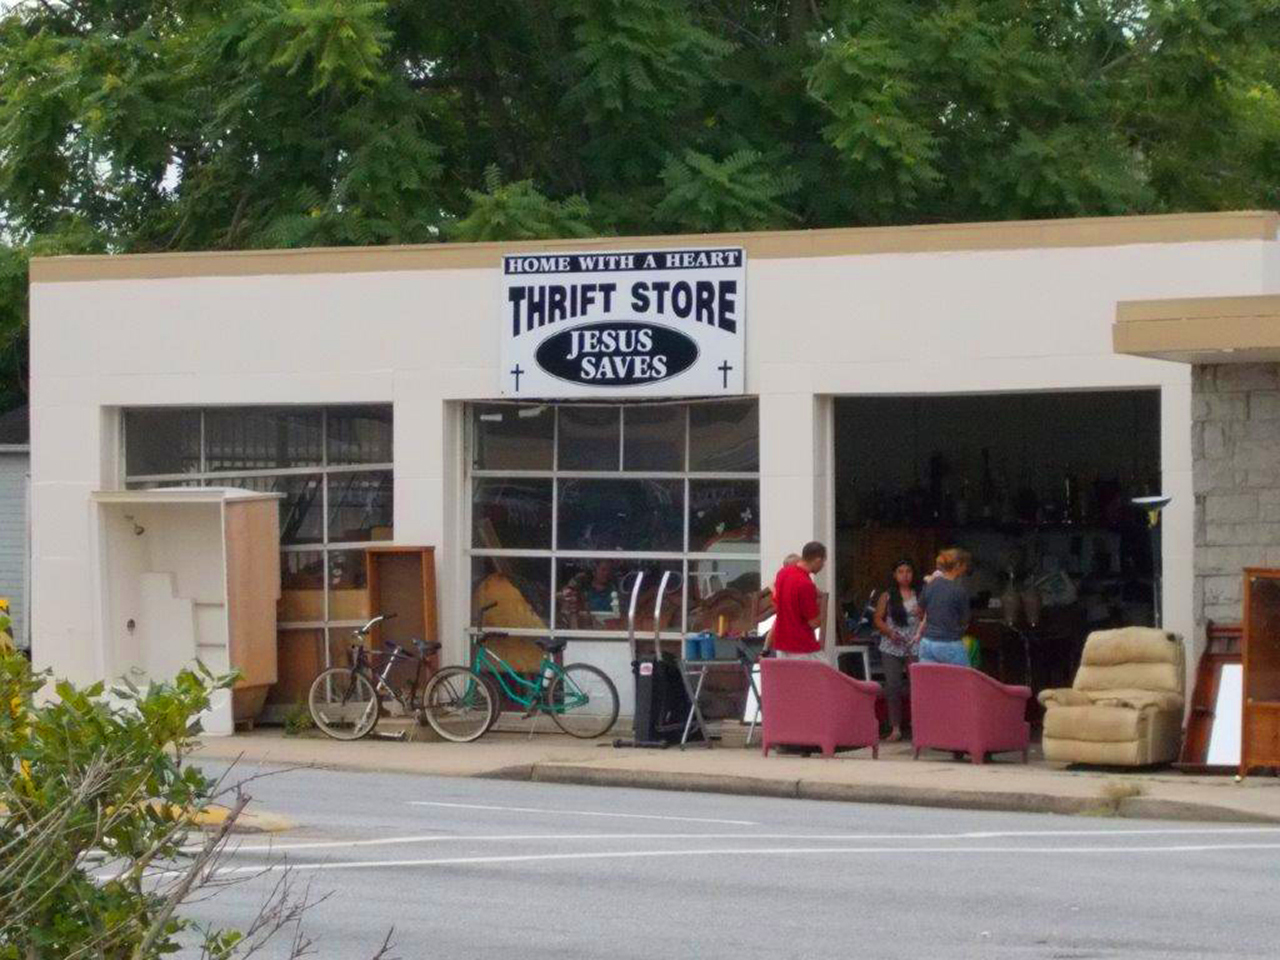 HOME WITH A HEART
THRIFT STORE
JESUS
SAVES